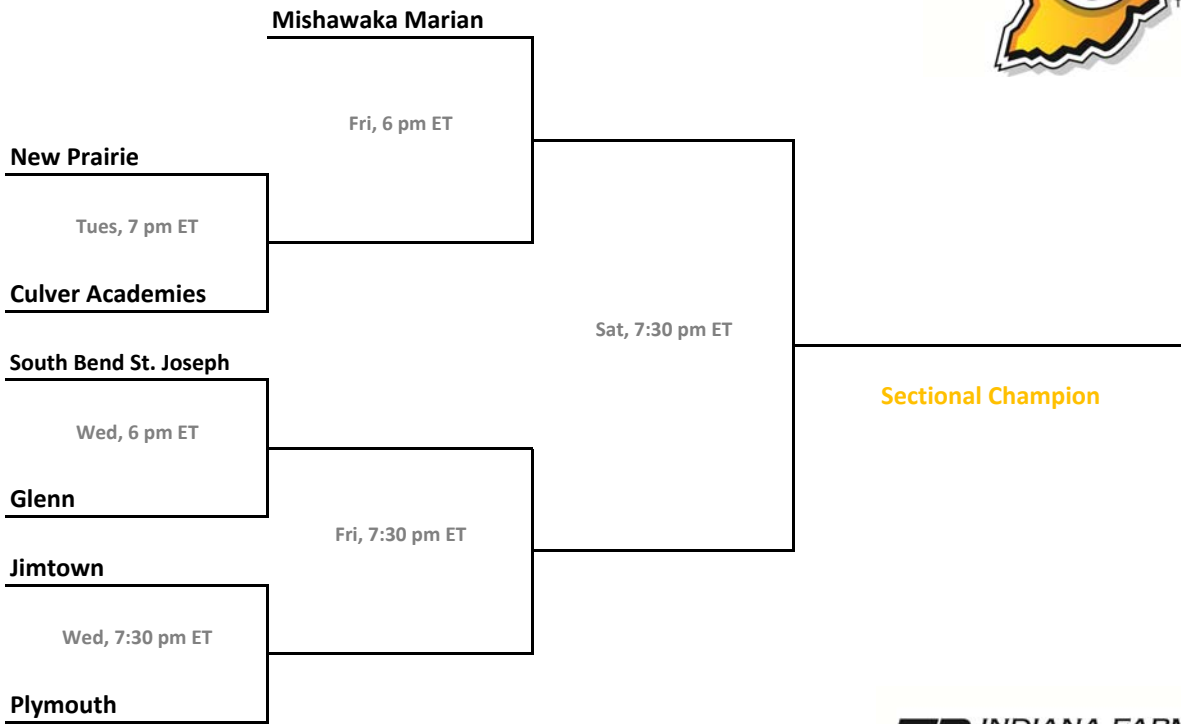 Mishawaka Marian
Fri, 6 pm ET
New Prairie
Tues, 7 pm ET
Culver Academies
Sat, 7:30 pm ET
South Bend St. Joseph
Sectional Champion
Wed, 6 pm ET
Glenn
Fri, 7:30 pm ET
Jimtown
Wed, 7:30 pm ET
Plymouth
INDIANA FARM